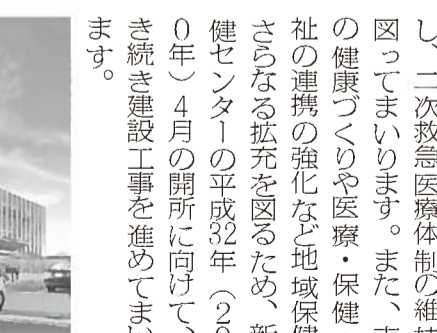 し、二次救急医療体制の維
図ってまいります。また、
の健康づくりや医療・保健
祉の連携の強化など地域保健
さらなる拡充を図るため、新
健センターの平成32年（2
0年）4月の開所に向けて、
き続き建設工事を進めてまい
ます。